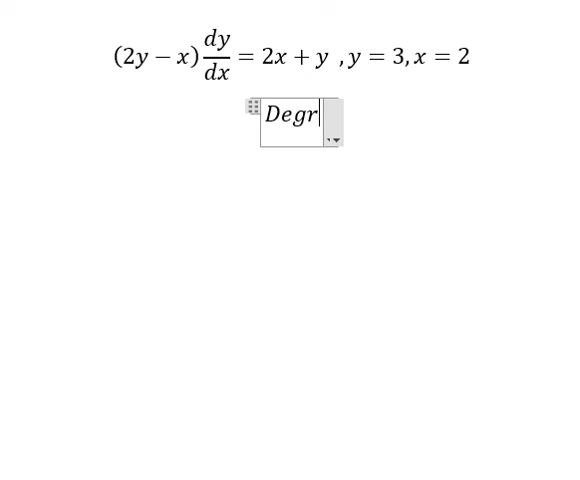 (2y − x) dy/dx = 2x + y , y = 3, x = 2
Degr